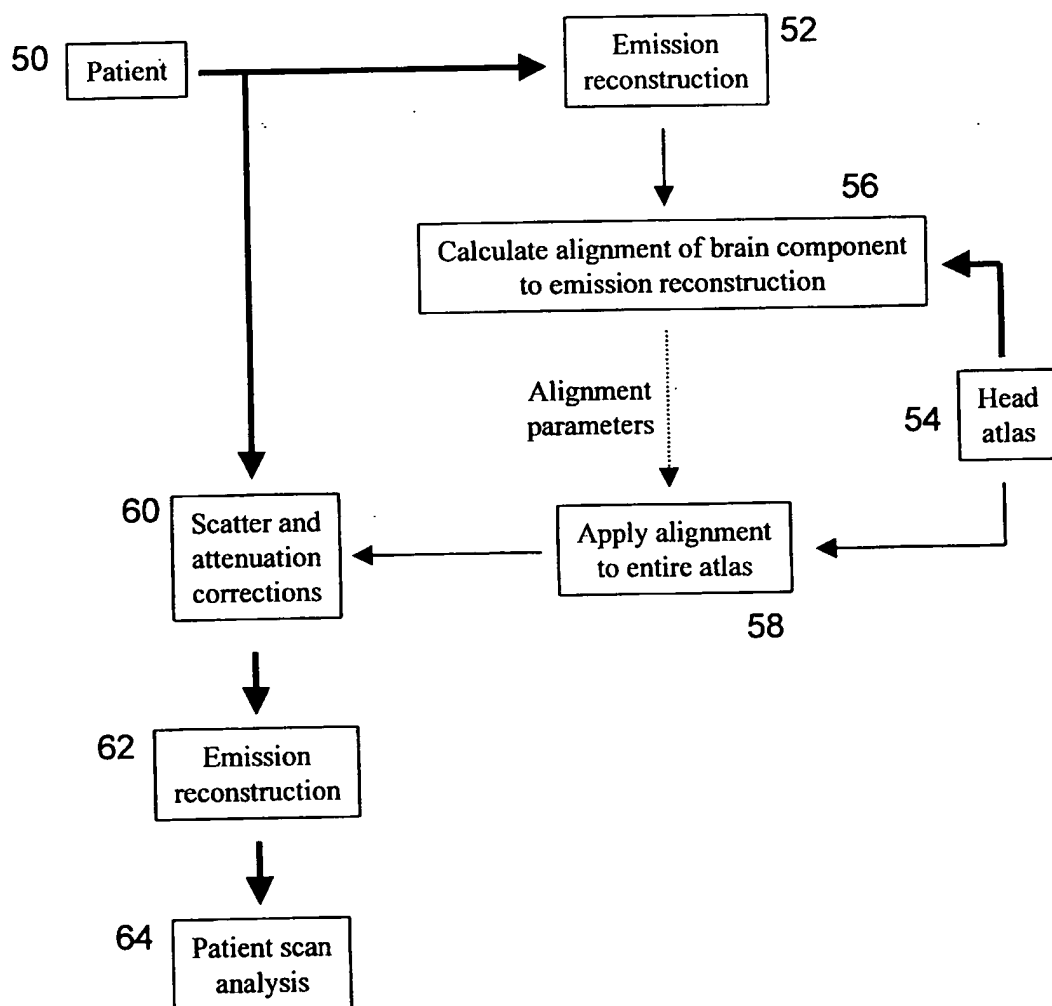 50
Patient
Emission
reconstruction
52
56
Calculate alignment of brain component
to emission reconstruction
Alignment
parameters
54
Head
atlas
60
Scatter and
attenuation
corrections
Apply alignment
to entire atlas
58
62
Emission
reconstruction
64
Patient scan
analysis